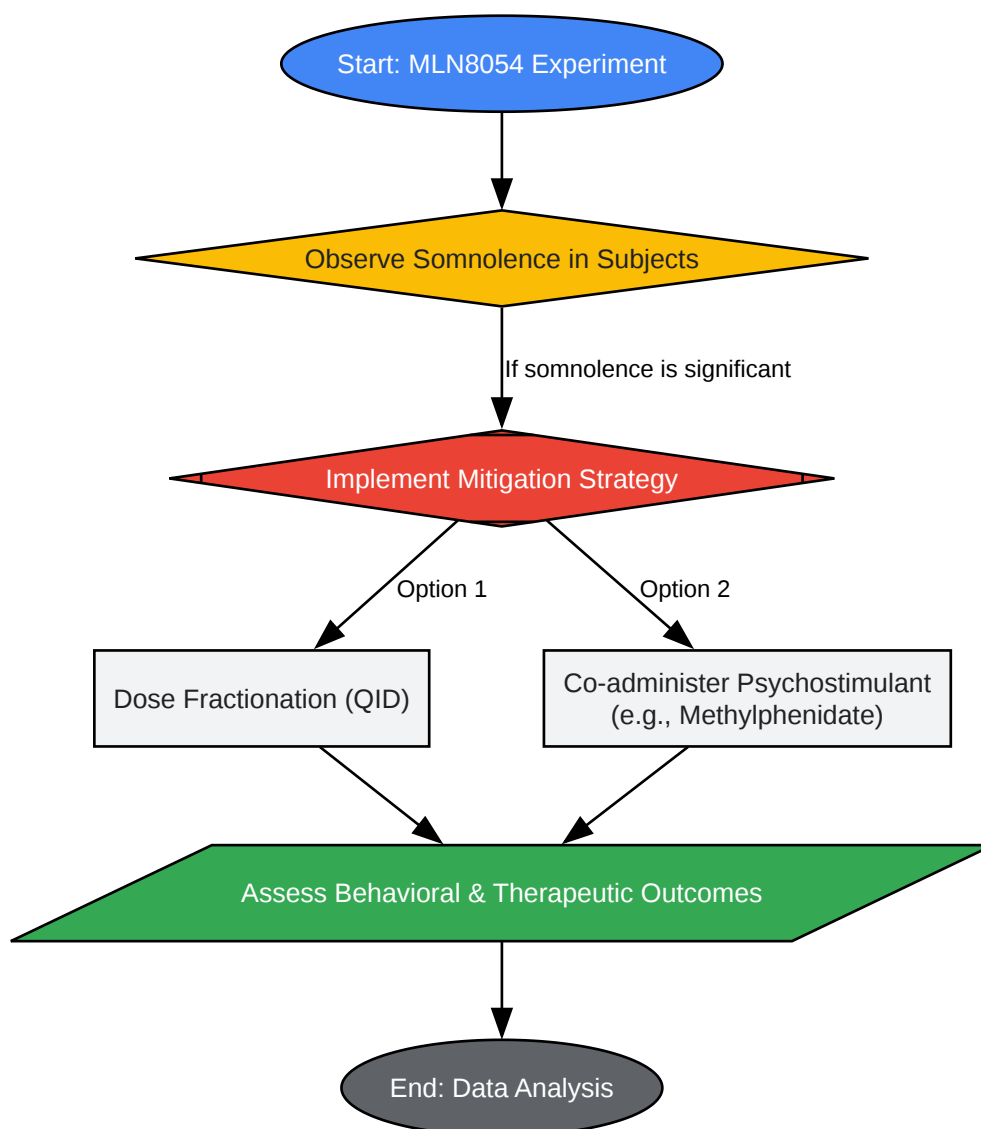 Start: MLN8054 Experiment
Observe Somnolence in Subjects
If somnolence is significant
Implement Mitigation Strategy
Option 1
Option 2
Dose Fractionation (QID)
Co-administer Psychostimulant
(e.g., Methylphenidate)
Assess Behavioral & Therapeutic Outcomes
End: Data Analysis